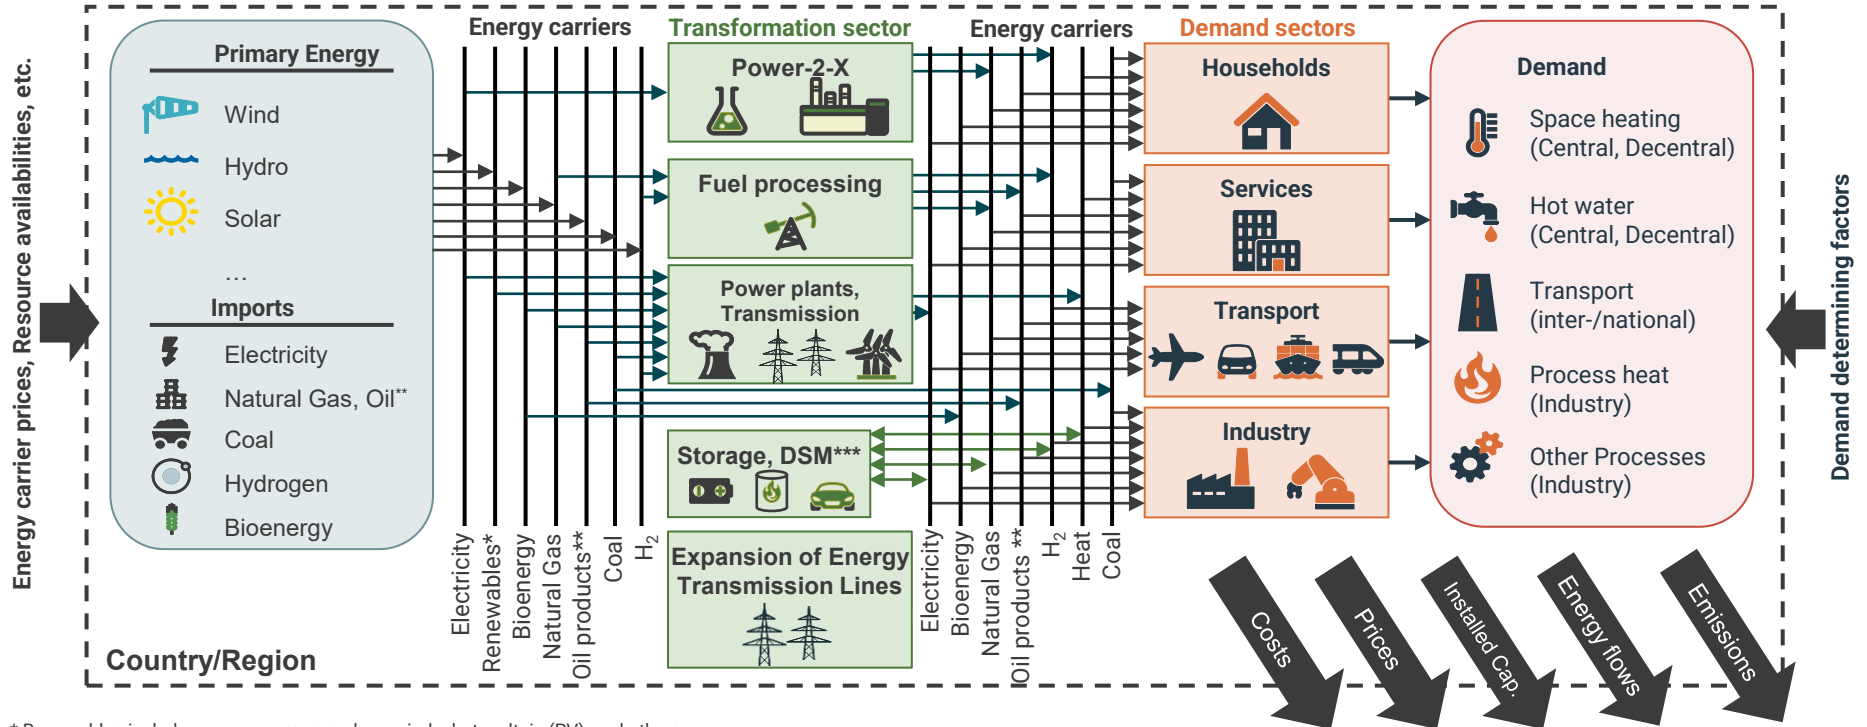 Energy carrier prices, Resource availabilities, etc.
Primary Energy
Wind
Hydro
Solar
...
Imports
Electricity
Natural Gas, Oil**
Coal
Hydrogen
Bioenergy
Country/Region
Energy carriers
Electricity
Renewables*
Bioenergy
Natural Gas
Oil products**
Coal
H₂
Transformation sector
Power-2-X
Fuel processing
Power plants,
Transmission
Storage, DSM***
Expansion of Energy
Transmission Lines
Energy carriers
Electricity
Bioenergy
Natural Gas
Oil products **
H₂
Heat
Coal
Demand sectors
Households
Services
Transport
Industry
Demand
Space heating
(Central, Decentral)
Hot water
(Central, Decentral)
Transport
(inter-/national)
Process heat
(Industry)
Other Processes
(Industry)
Demand determining factors
Costs
Prices
Installed Cap.
Energy flows
Emissions